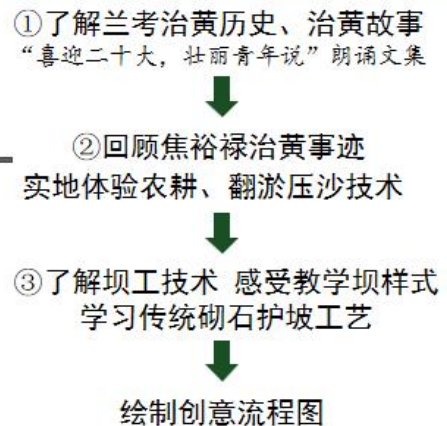 ①了解兰考治黄历史、治黄故事
“喜迎二十大，壮丽青年说”朗诵文集
②回顾焦裕禄治黄事迹
实地体验农耕、翻淤压沙技术
③了解坝工技术 感受教学坝样式
学习传统砌石护坡工艺
绘制创意流程图